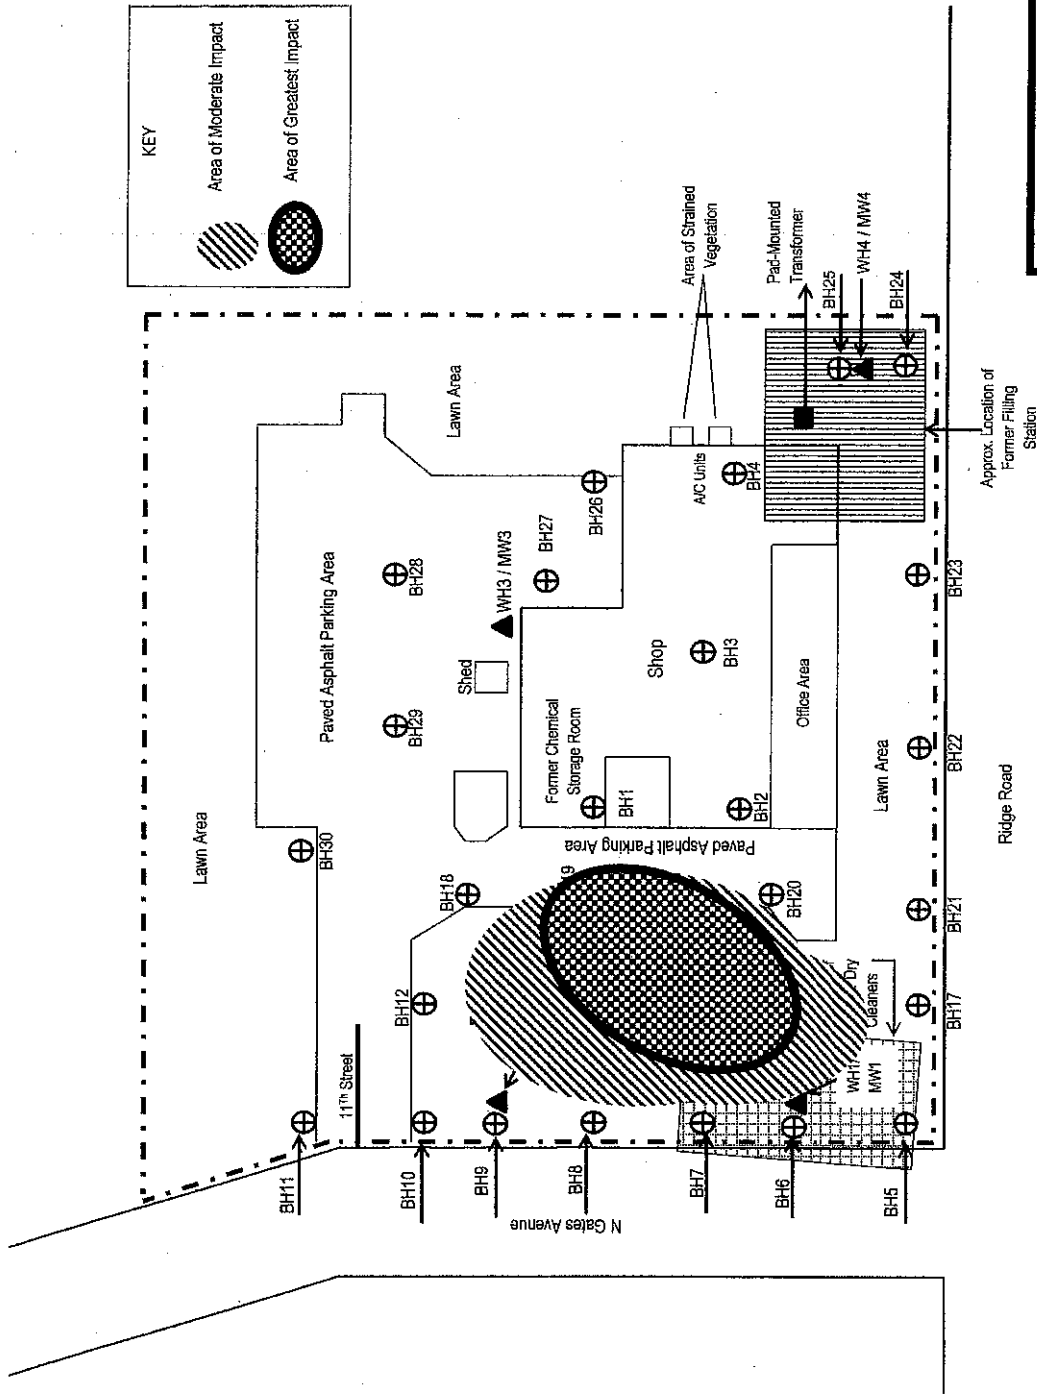 KEY
Area of Moderate Impact
Area of Greatest Impact
Lawn Area
Paved Asphalt Parking Area
Lawn Area
11Th Street
BH11
BH10
BH9
BH8
BH7
BH6
BH5
N Gates Avenue
BH12
BH18
BH30
BH29
BH28
Shed
WH3 / MW3
BH27
BH26
Former Chemical
Storage Room
BH1
BH2
Shop
BH3
Office Area
A/C Units
BH4
Paved Asphalt Parking Area
9
BH20
Area of Strained
Vegetation
Pad-Mounted
Transformer
BH25
WH4 / MW4
BH24
Approx. Location of
Former Filling
Station
Dry
Cleaners
WH1/
MW1
BH17
BH21
Lawn Area
BH22
BH23
Ridge Road